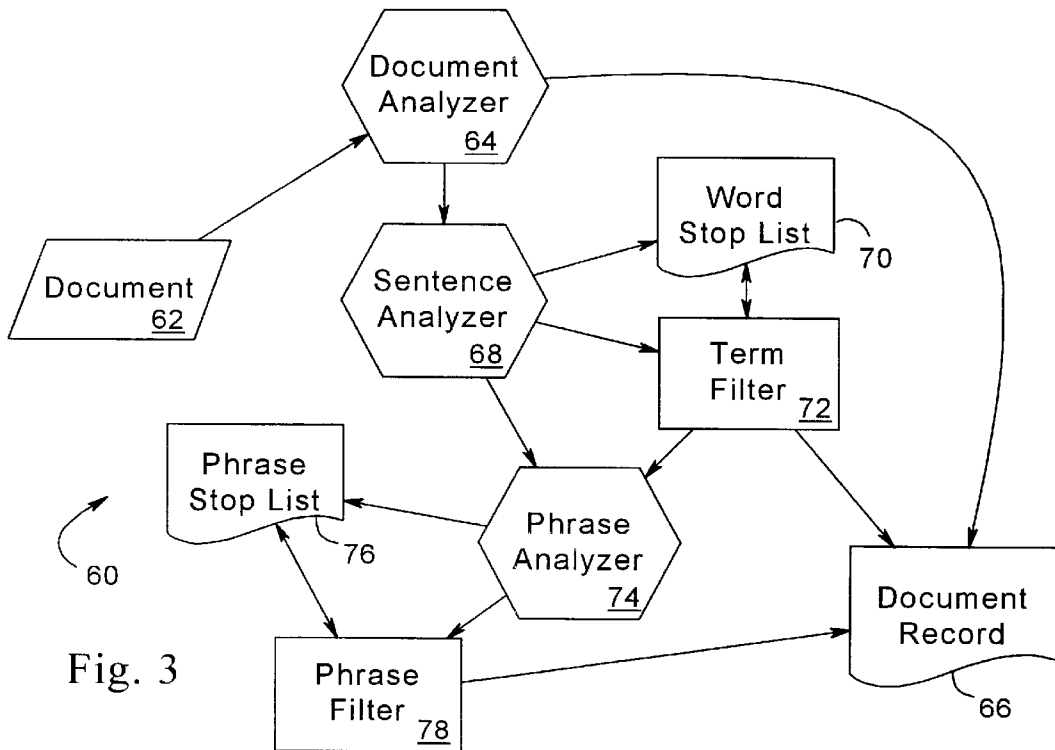 Document
Analyzer
64
Word
Stop List
70
Document
62
Sentence
Analyzer
68
Term
Filter
72
Phrase
Stop List
76
Phrase
Analyzer
74
60
Document
Record
66
Fig. 3
Phrase
Filter
78